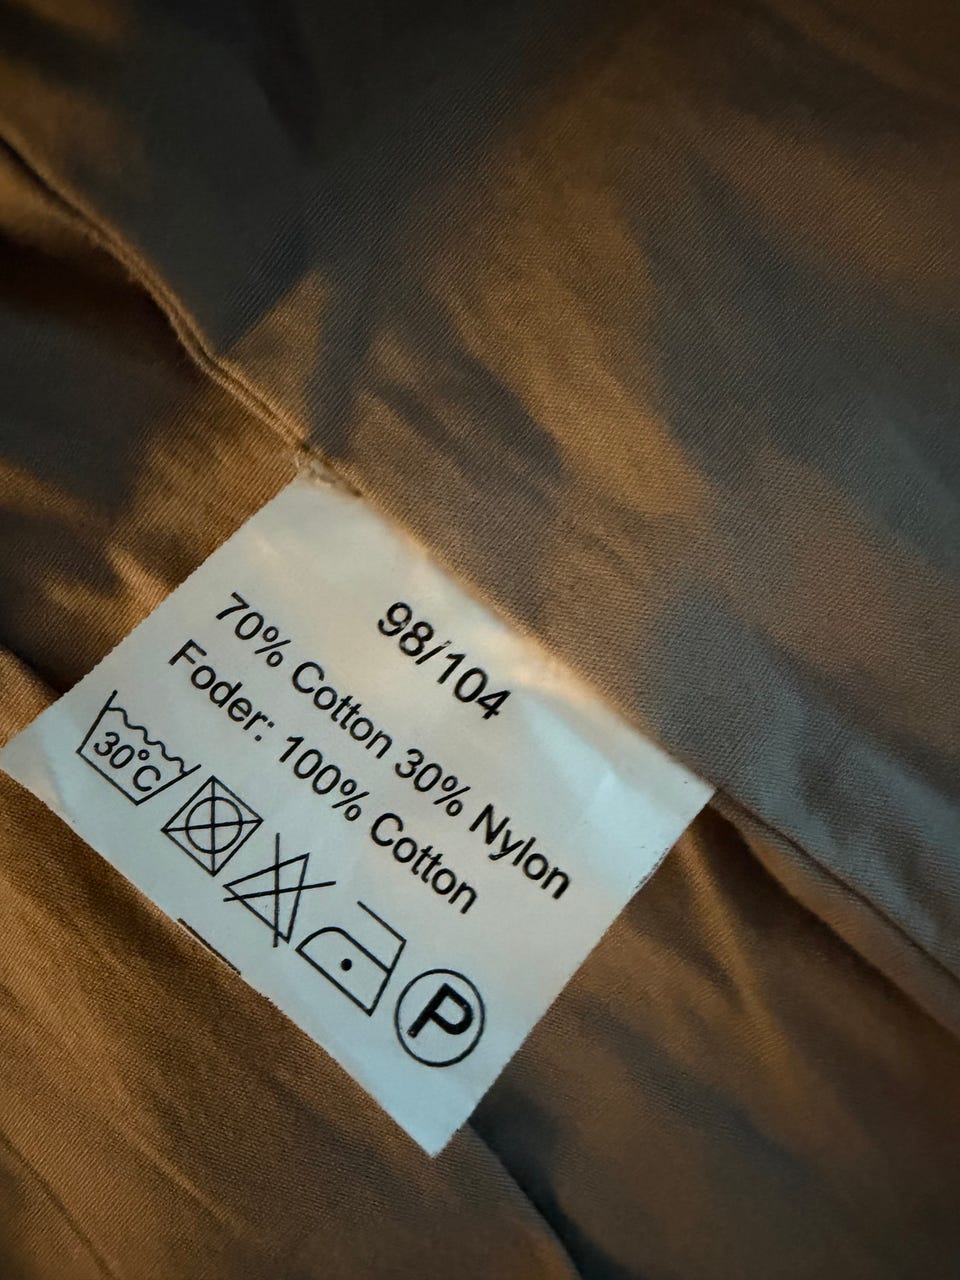 98/104
70% Cotton 30% Nylon
Foder: 100% Cotton
30°C
P